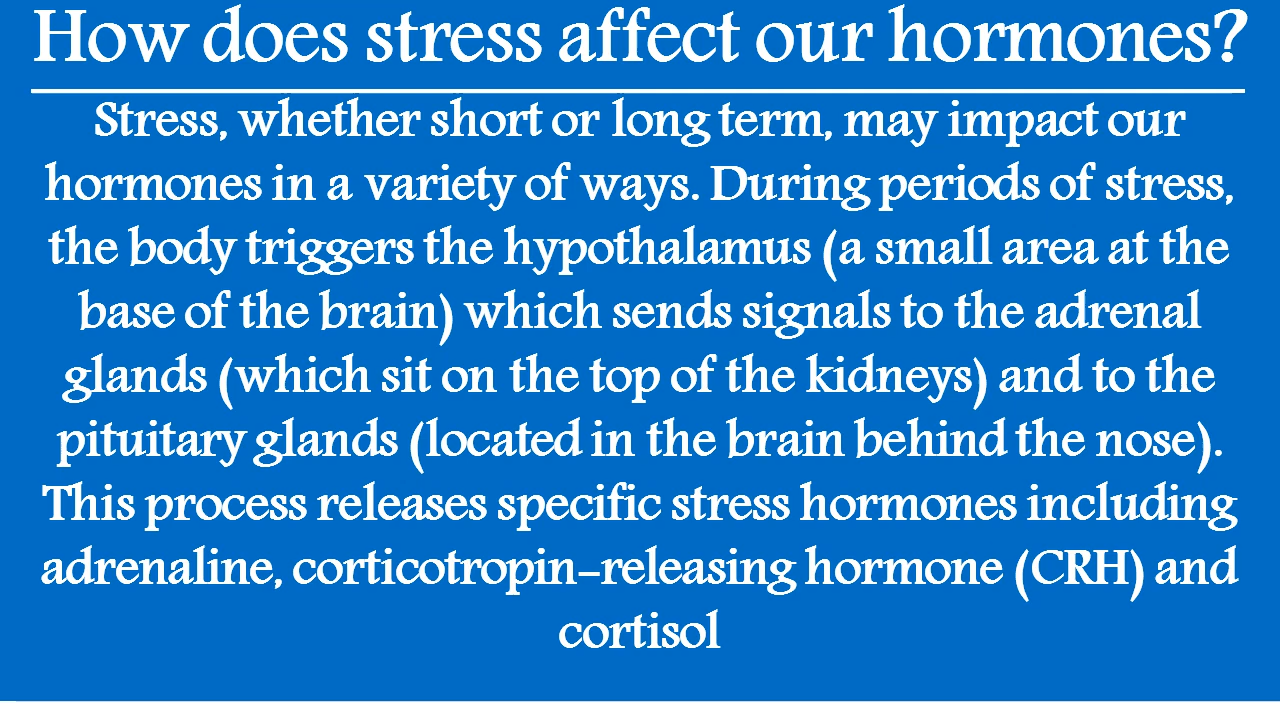 How does stress affect our hormones?
Stress, whether short or long term, may impact our
hormones in a variety of ways. During periods of stress,
the body triggers the hypothalamus (a small area at the
base of the brain) which sends signals to the adrenal
glands (which sit on the top of the kidneys) and to the
pituitary glands (located in the brain behind the nose).
This process releases specific stress hormones including
adrenaline, corticotropin-releasing hormone (CRH) and
cortisol